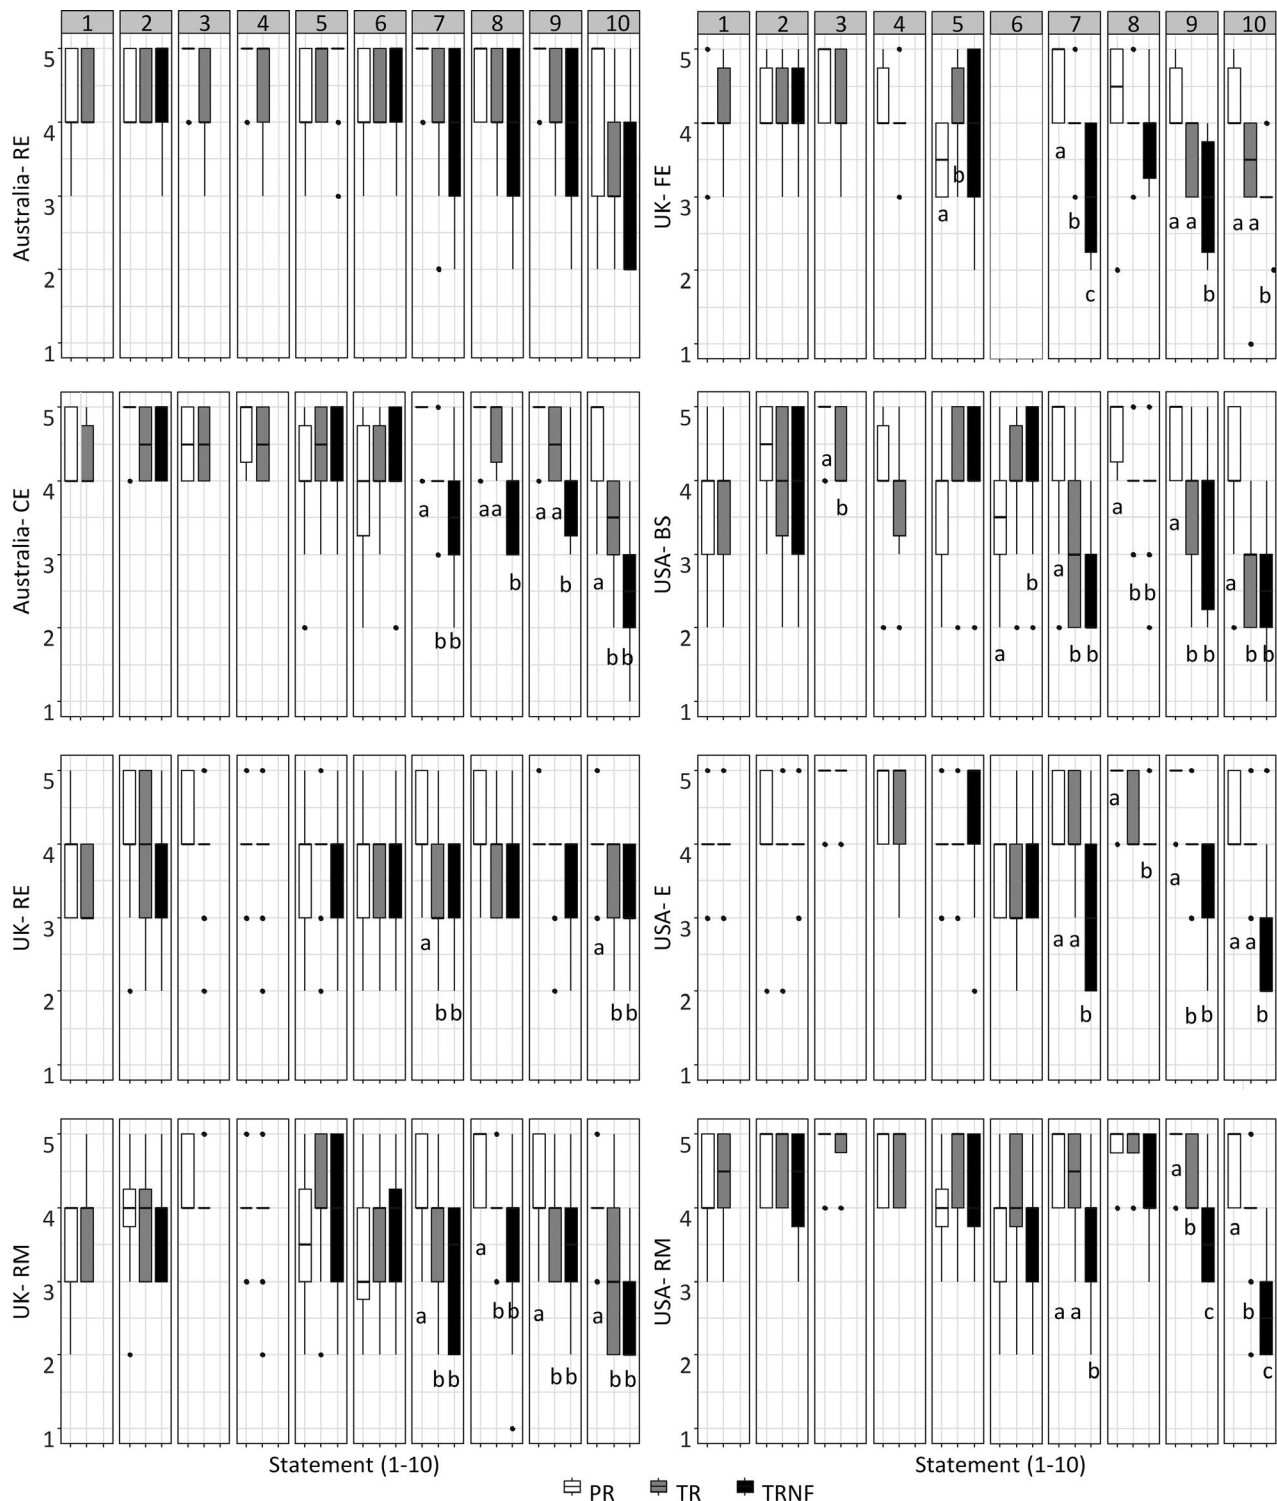 1 2 3 4 5 6 7 8 9 10
1 2 3 4 5 6 7 8 9 10
Australia- RE
5
4
3
2
1
UK- FE
5
4
3
2
1
a
b
a
b
c
a a
b
a a
b
Australia- CE
5
4
3
2
1
a
b b
a a
b
a a
b
a
b b
USA- BS
5
4
3
2
1
a
b
a
b
a
b b
a
b b
a
b b
a
b b
UK- RE
5
4
3
2
1
a
b b
a
b b
USA- E
5
4
3
2
1
a a
b
a
b
a
b b
a a
b
UK- RM
5
4
3
2
1
a
b b
a
b b
a
b b
a
b b
USA- RM
5
4
3
2
1
a a
b
a
b
c
a
b
c
Statement (1-10)
Statement (1-10)
PR TR TRNF